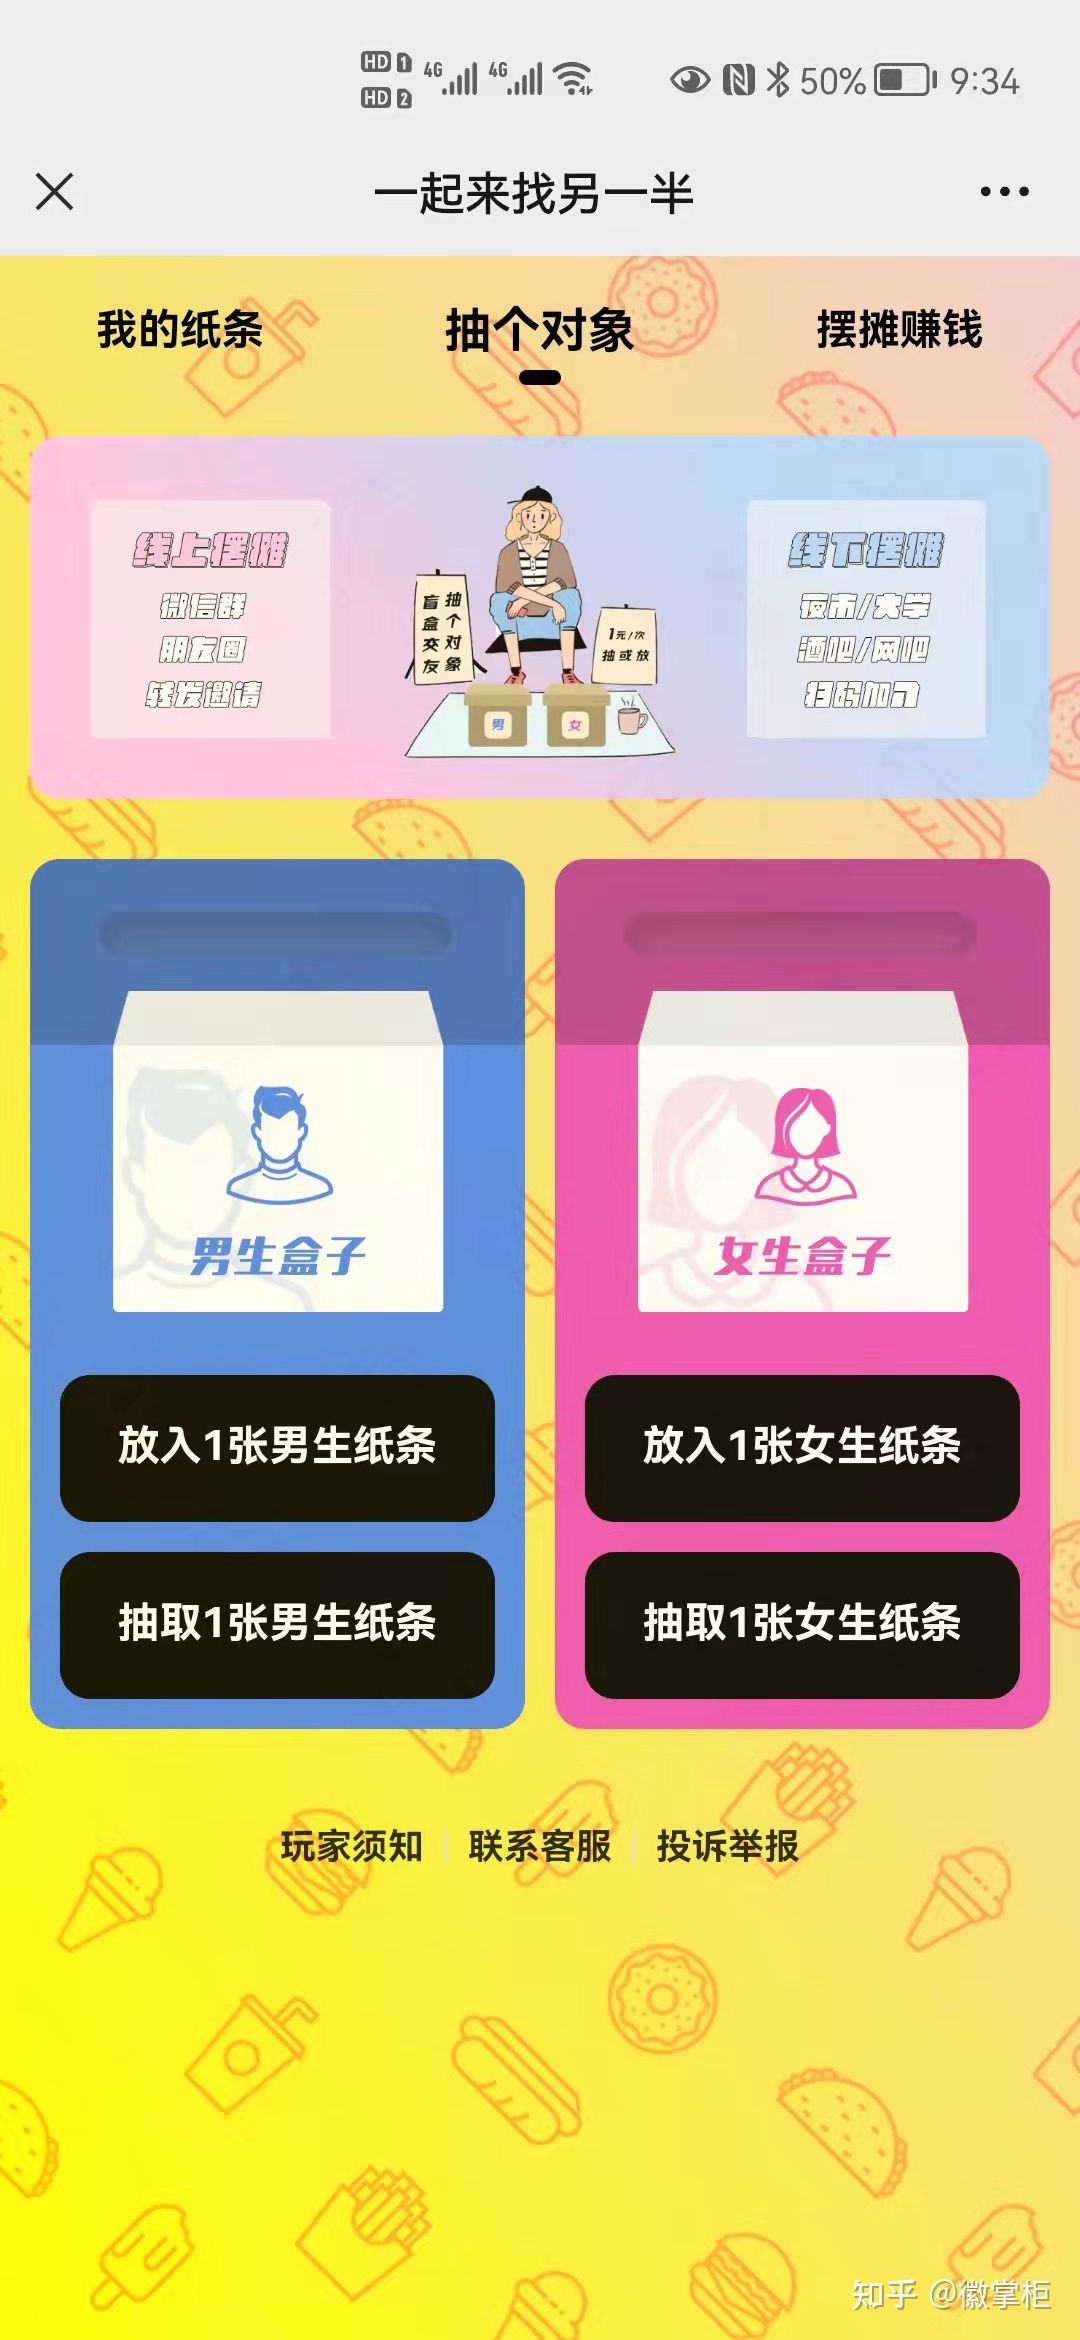 HD 1 4G 4G 50% 9:34
HD 2
一起来找另一半
我的纸条 抽个对象 摆摊赚钱
线上摆摊
微信群
朋友圈
转发邀请
抽个对象
盲盒交友
1元/次
抽或放
男 女
线下摆摊
夜市/大学
酒吧/网吧
扫码加入
男生盒子
女生盒子
放入1张男生纸条
放入1张女生纸条
抽取1张男生纸条
抽取1张女生纸条
玩家须知 联系客服 投诉举报
知乎 @徽掌柜